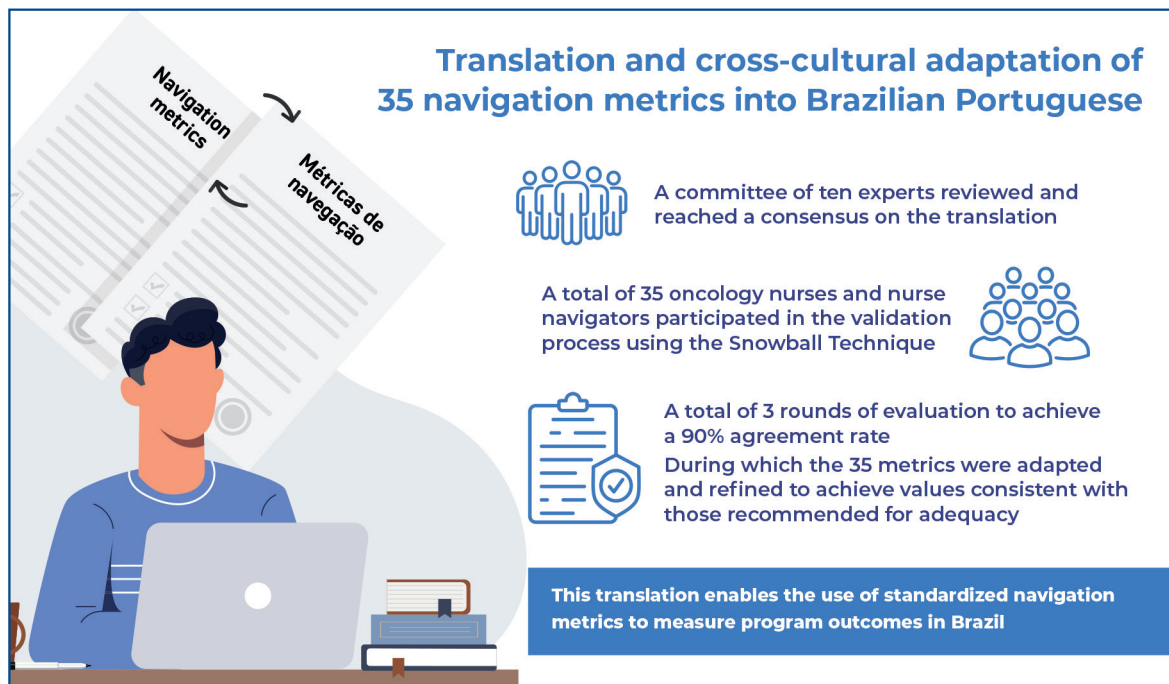 Translation and cross-cultural adaptation of
35 navigation metrics into Brazilian Portuguese
Navigation
metrics
Métricas de
navegação
A committee of ten experts reviewed and
reached a consensus on the translation
A total of 35 oncology nurses and nurse
navigators participated in the validation
process using the Snowball Technique
A total of 3 rounds of evaluation to achieve
a 90% agreement rate
During which the 35 metrics were adapted
and refined to achieve values consistent with
those recommended for adequacy
This translation enables the use of standardized navigation
metrics to measure program outcomes in Brazil